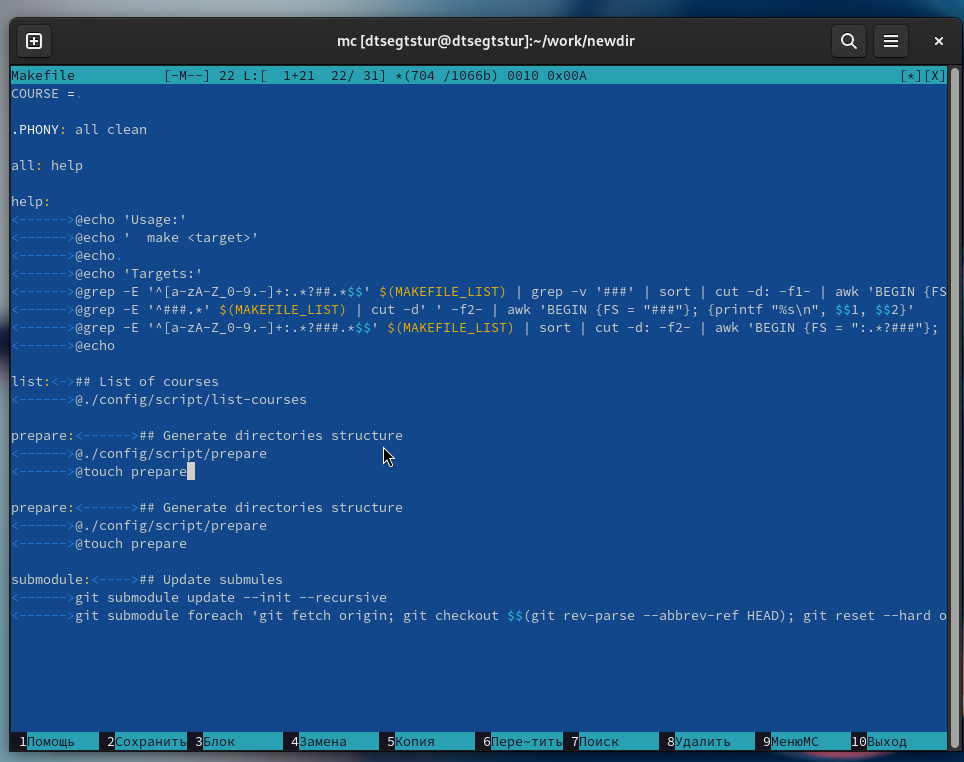 mc [dtsegtstur@dtsegtstur]:~/work/newdir
Makefile [-M--] 22 L:[ 1+21 22/ 31] *(704 /1066b) 0010 0x00A [*][X]
COURSE =.
.PHONY: all clean
all: help
help:
<------>@echo 'Usage:'
<------>@echo '  make <target>'
<------>@echo.
<------>@echo 'Targets:'
<------>@grep -E '^[a-zA-Z_0-9.-]+:.*?##.*$$' $(MAKEFILE_LIST) | grep -v '###' | sort | cut -d: -f1- | awk 'BEGIN {FS
<------>@grep -E '^###.*' $(MAKEFILE_LIST) | cut -d' ' -f2- | awk 'BEGIN {FS = "###"}; {printf "%s\n", $$1, $$2}'
<------>@grep -E '^[a-zA-Z_0-9.-]+:.*?###.*$$' $(MAKEFILE_LIST) | sort | cut -d: -f2- | awk 'BEGIN {FS = ":.*?###"};
<------>@echo
list:<->## List of courses
<------>@./config/script/list-courses
prepare:<------>## Generate directories structure
<------>@./config/script/prepare
<------>@touch prepare
prepare:<------>## Generate directories structure
<------>@./config/script/prepare
<------>@touch prepare
submodule:<---->## Update submules
<------>git submodule update --init --recursive
<------>git submodule foreach 'git fetch origin; git checkout $$(git rev-parse --abbrev-ref HEAD); git reset --hard o
1Помощь 2Сохранить 3Блок 4Замена 5Копия 6Пере~тить 7Поиск 8Удалить 9МенюMC 10Выход